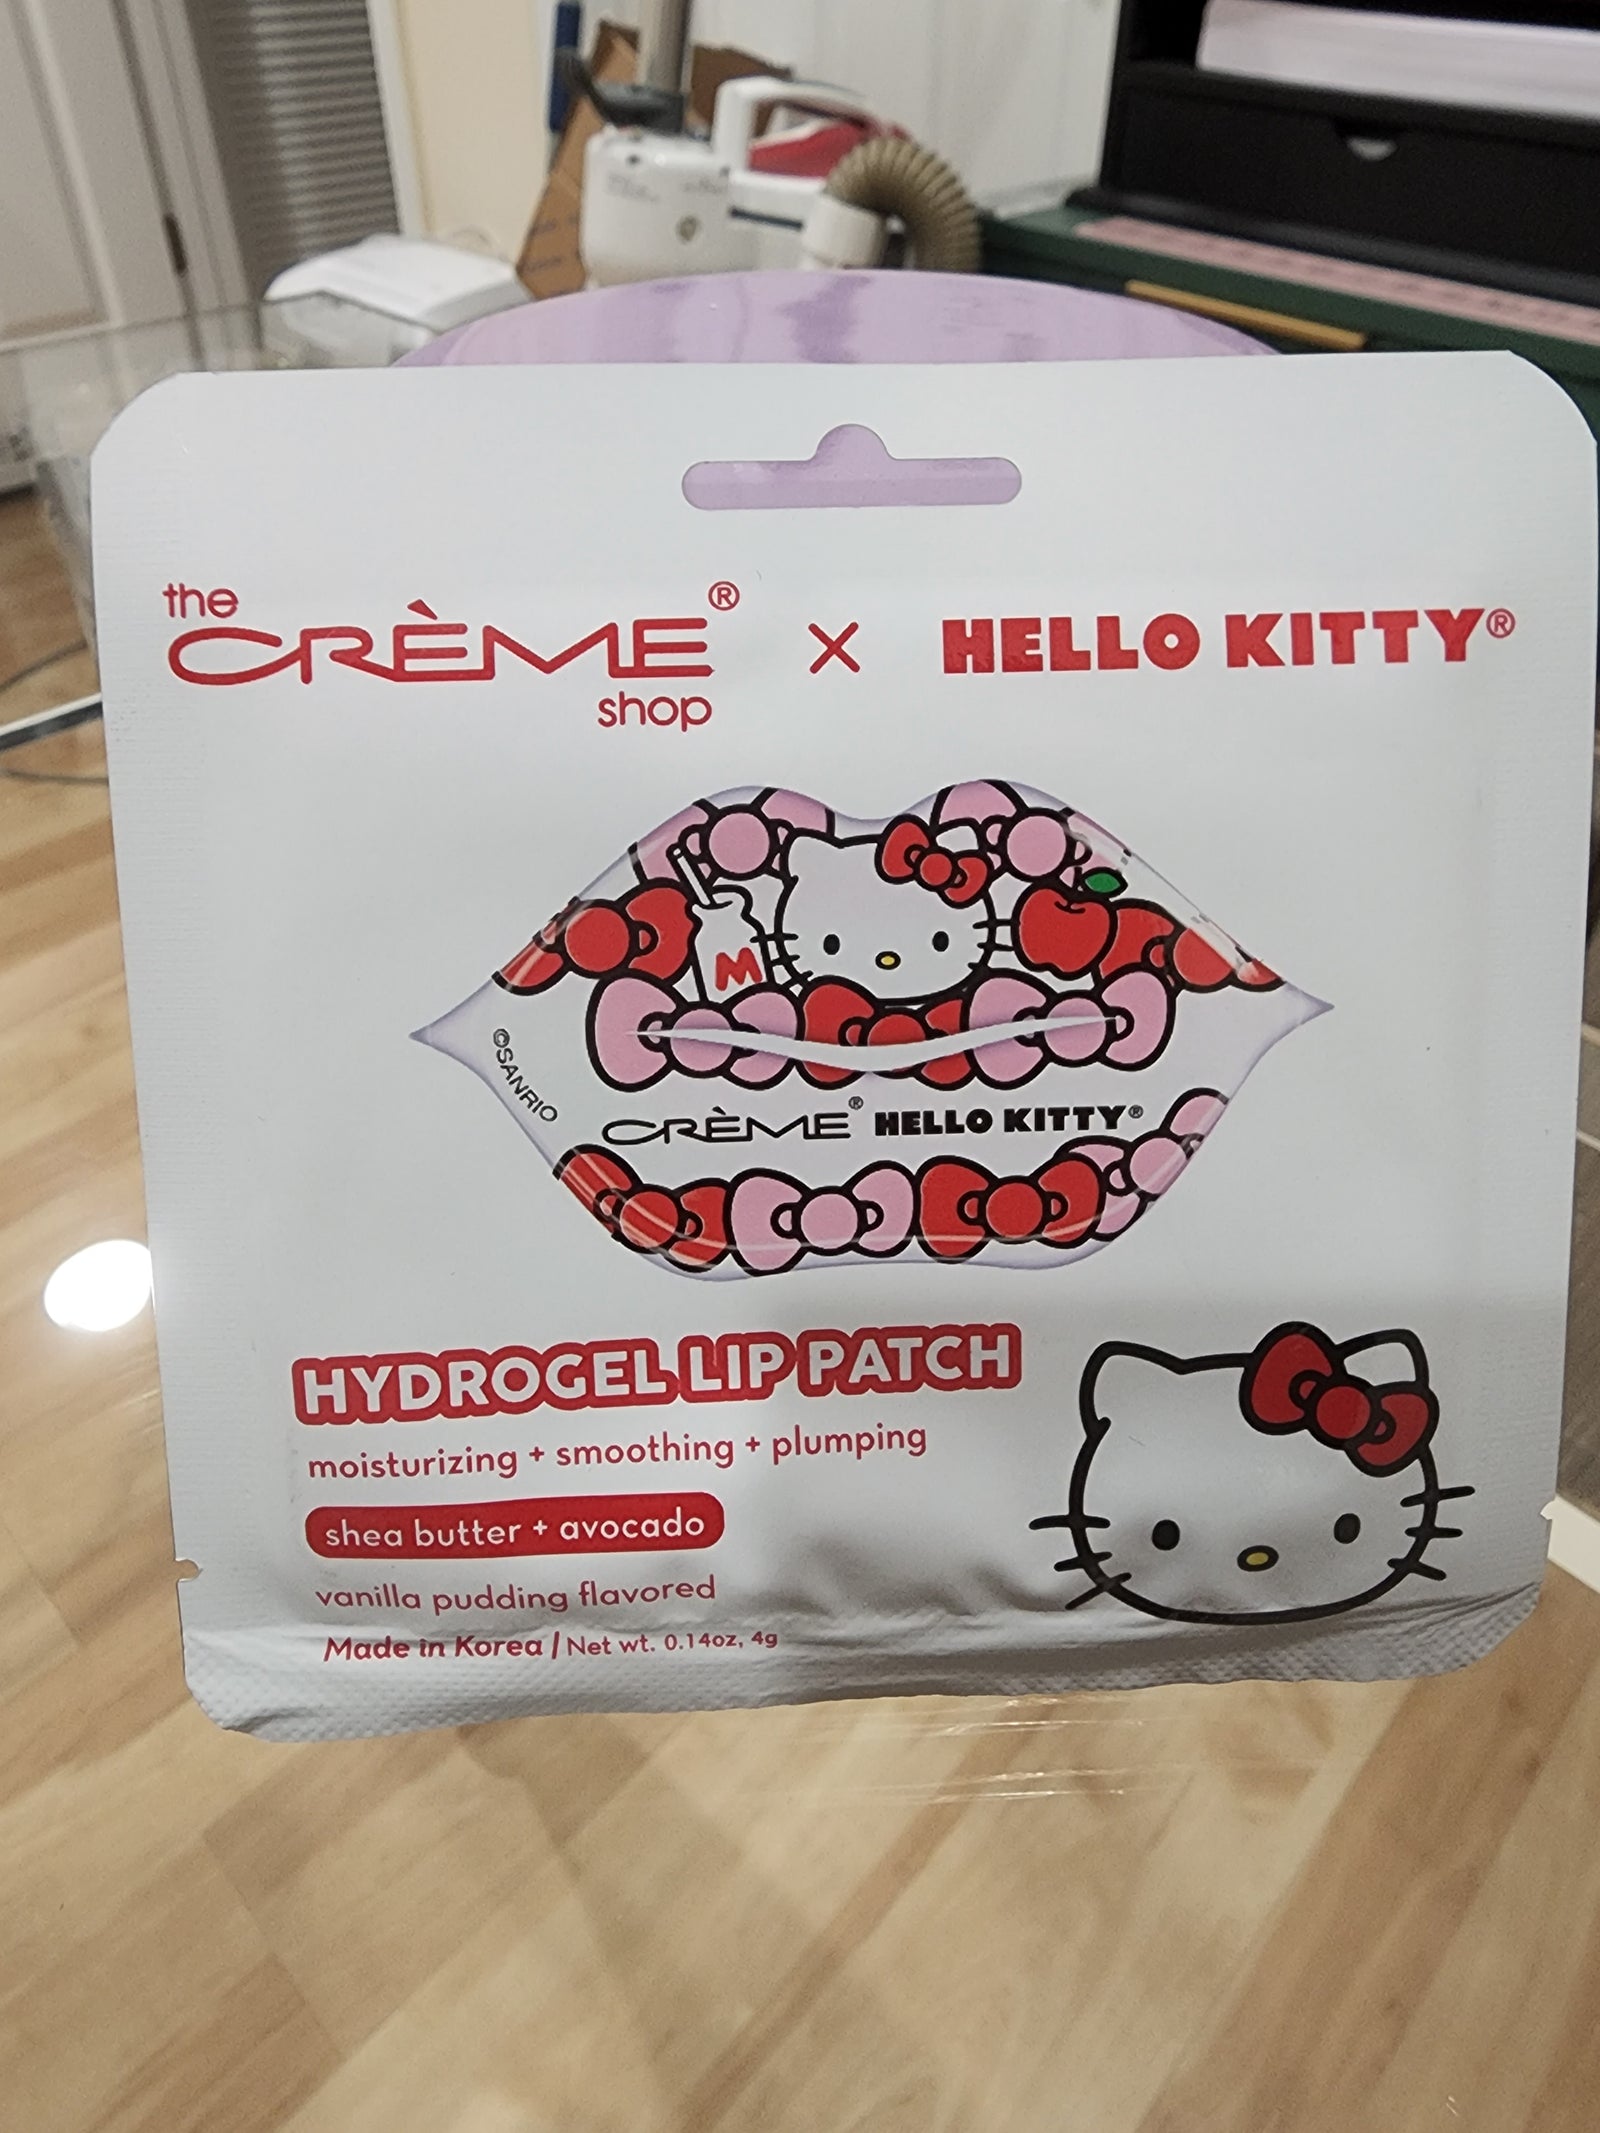 the CRÈME® shop × HELLO KITTY®
M
©SANRIO
CRÈME® HELLO KITTY®
HYDROGEL LIP PATCH
moisturizing + smoothing + plumping
shea butter + avocado
vanilla pudding flavored
Made in Korea / Net wt. 0.14oz, 4g